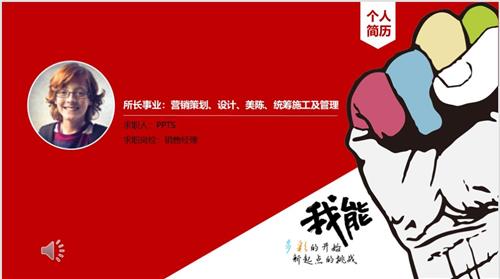 个人
简历
所长事业：营销策划、设计、美陈、统筹施工及管理
求职人：PPTS
求职岗位：销售经理
我能
多彩的开始
新起点的挑战